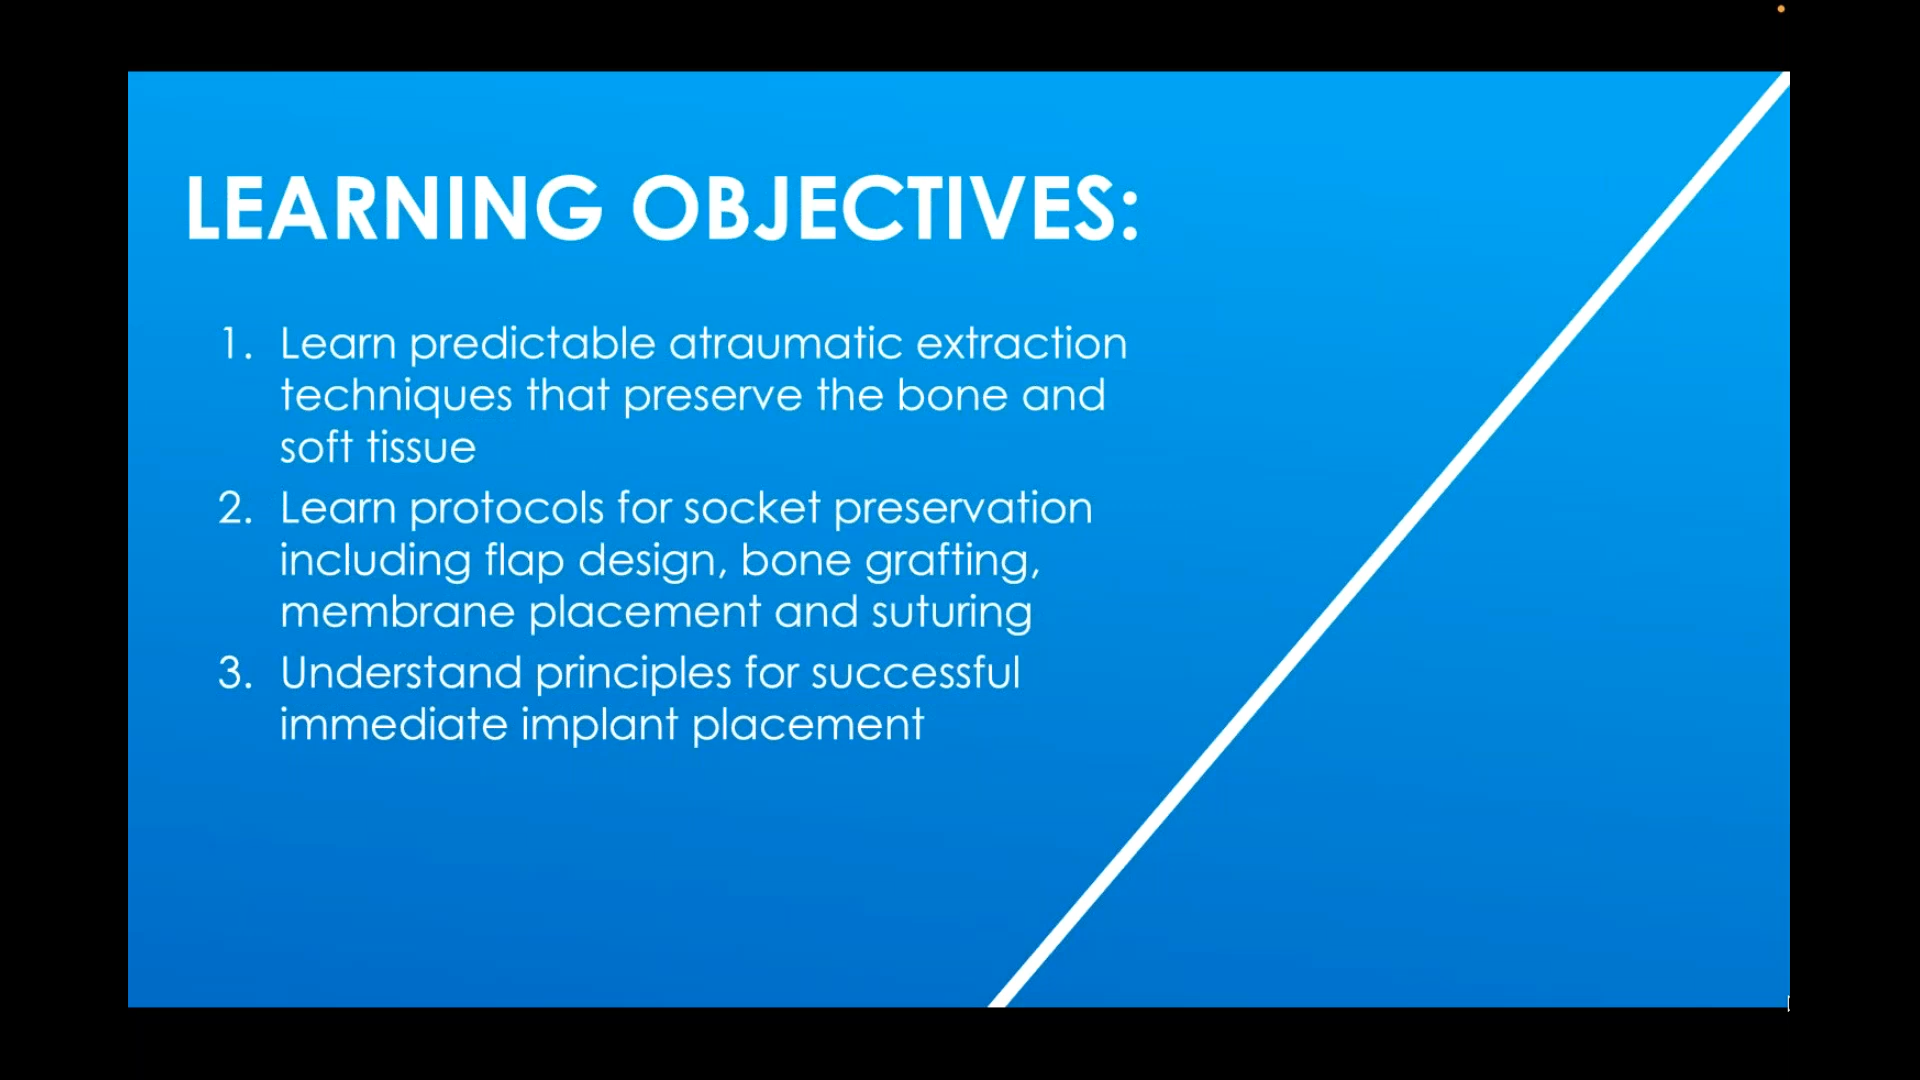 LEARNING OBJECTIVES:
1. Learn predictable atraumatic extraction
techniques that preserve the bone and
soft tissue
2. Learn protocols for socket preservation
including flap design, bone grafting,
membrane placement and suturing
3. Understand principles for successful
immediate implant placement